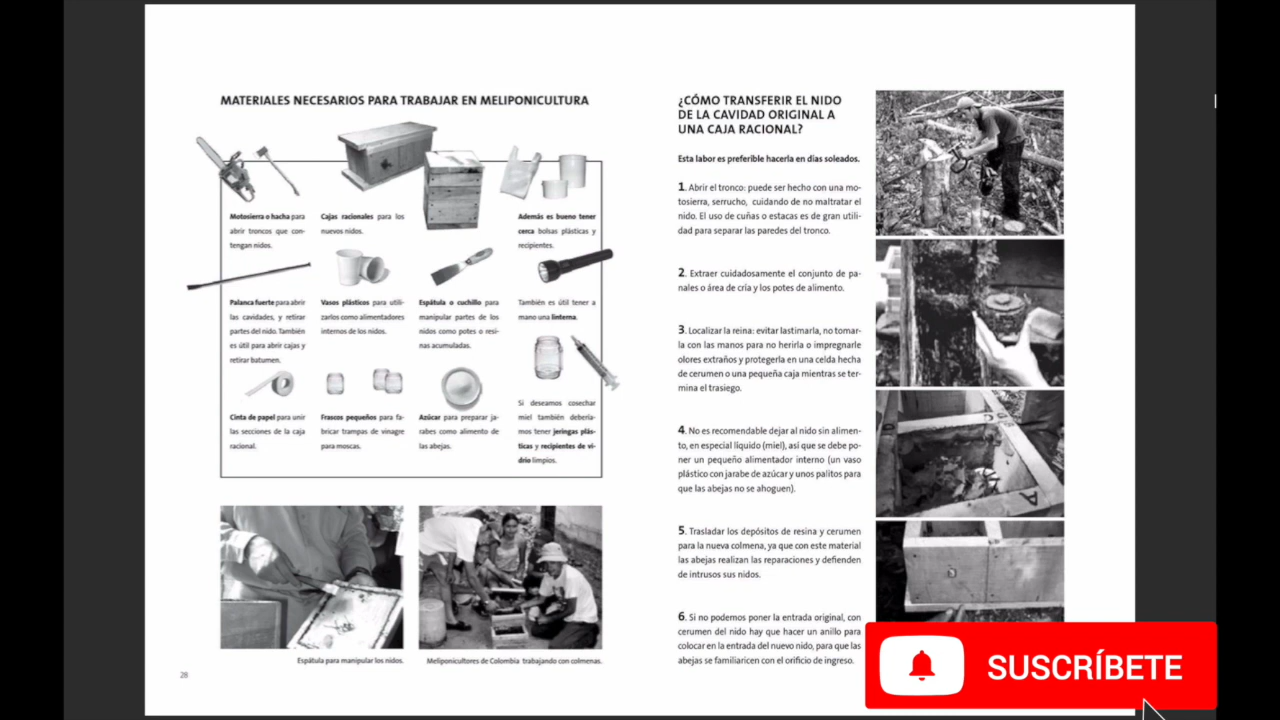 MATERIALES NECESARIOS PARA TRABAJAR EN MELIPONICULTURA
Motosierra o hacha para
abrir troncos que con-
tengan nidos.
Cajas racionales para los
nuevos nidos.
Además es bueno tener
cerca bolsas plásticas y
recipientes.
Palanca fuerte para abrir
las cavidades, y retirar
partes del nido. También
es útil para abrir cajas y
retirar batumen.
Vasos plásticos para utili-
zarlos como alimentadores
internos de los nidos.
Espátula o cuchillo para
manipular partes de los
nidos como potes o resi-
nas acumuladas.
También es útil tener a
mano una linterna.
Cinta de papel para unir
las secciones de la caja
racional.
Frascos pequeños para fa-
bricar trampas de vinagre
para moscas.
Azúcar para preparar ja-
rabes como alimento de
las abejas.
Si deseamos cosechar
miel también debería-
mos tener jeringas plás-
ticas y recipientes de vi-
drio limpios.
Espátula para manipular los nidos.
Meliponicultores de Colombia trabajando con colmenas.
28
¿CÓMO TRANSFERIR EL NIDO
DE LA CAVIDAD ORIGINAL A
UNA CAJA RACIONAL?
Esta labor es preferible hacerla en días soleados.
1. Abrir el tronco: puede ser hecho con una mo-
tosierra, serrucho, cuidando de no maltratar el
nido. El uso de cuñas o estacas es de gran utili-
dad para separar las paredes del tronco.
2. Extraer cuidadosamente el conjunto de pa-
nales o área de cría y los potes de alimento.
3. Localizar la reina: evitar lastimarla, no tomar-
la con las manos para no herirla o impregnarle
olores extraños y protegerla en una celda hecha
de cerumen o una pequeña caja mientras se ter-
mina el trasiego.
4. No es recomendable dejar al nido sin alimen-
to, en especial líquido (miel), así que se debe po-
ner un pequeño alimentador interno (un vaso
plástico con jarabe de azúcar y unos palitos para
que las abejas no se ahoguen).
5. Trasladar los depósitos de resina y cerumen
para la nueva colmena, ya que con este material
las abejas realizan las reparaciones y defienden
de intrusos sus nidos.
6. Si no podemos poner la entrada original, con
cerumen del nido hay que hacer un anillo para
colocar en la entrada del nuevo nido, para que las
abejas se familiaricen con el orificio de ingreso.
SUSCRÍBETE